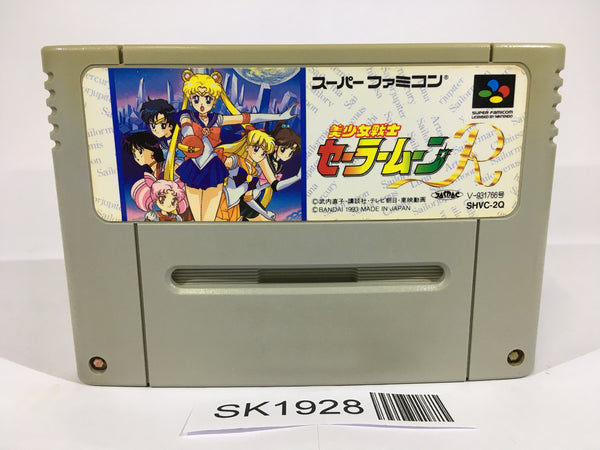 スーパーファミコン®
SUPER FAMICOM
LICENSED BY NINTENDO
美少女戦士
セーラームーンR
©武内直子・講談社・テレビ朝日・東映動画
©BANDAI 1993 MADE IN JAPAN
JASRAC
V-931766号
SHVC-2Q
SK1928